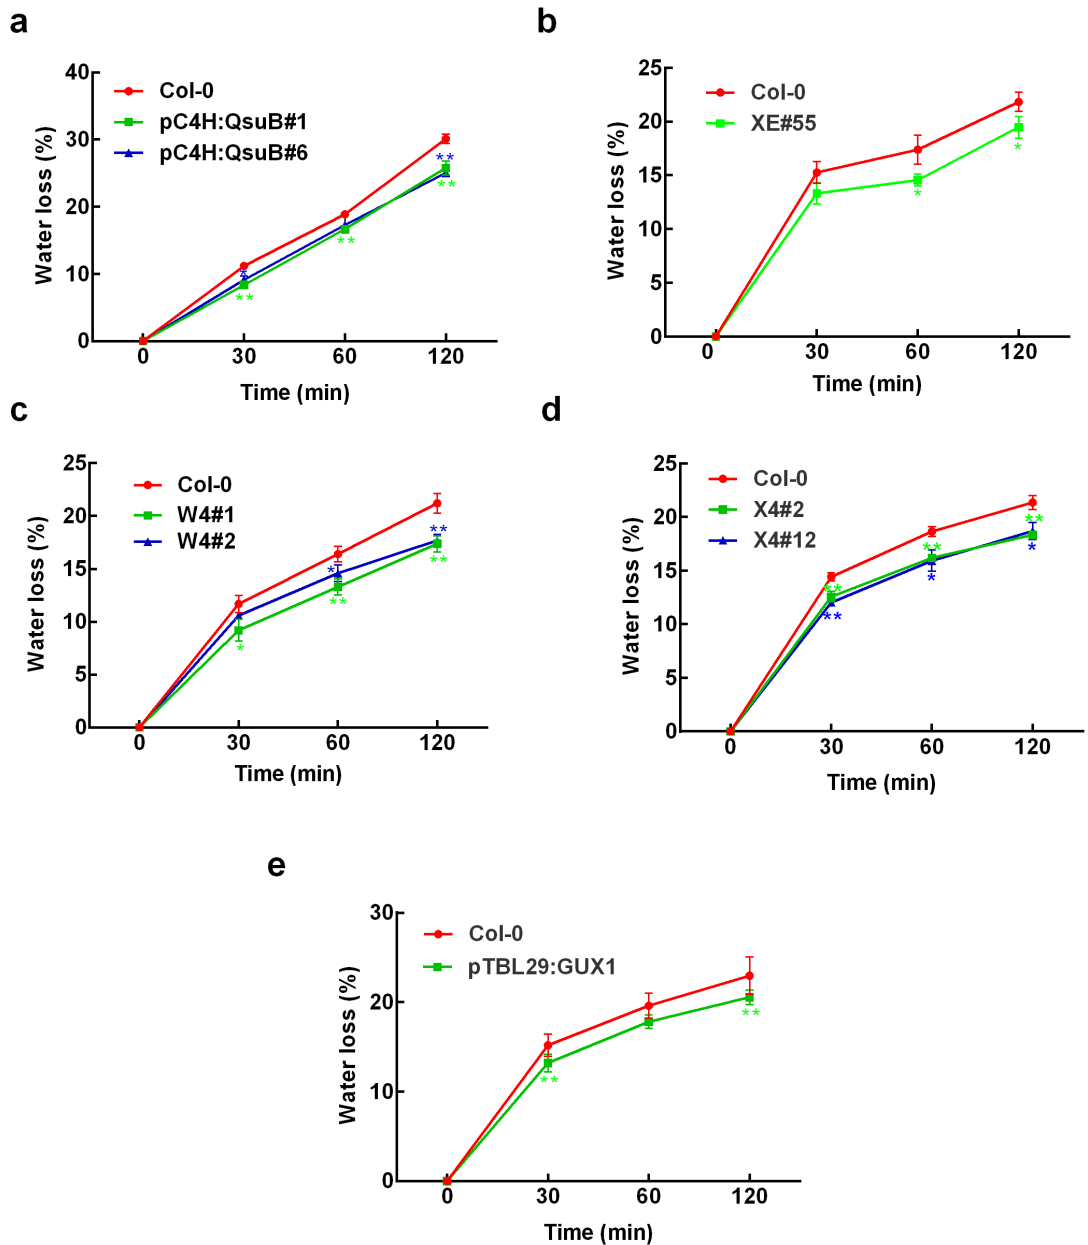 a
40
30
20
10
0
Water loss (%)
Col-0
pC4H:QsuB#1
pC4H:QsuB#6
**
**
**
*
**
0 30 60 120
Time (min)
b
25
20
15
10
5
0
Water loss (%)
Col-0
XE#55
*
*
0 30 60 120
Time (min)
c
25
20
15
10
5
0
Water loss (%)
Col-0
W4#1
W4#2
**
**
*
**
*
0 30 60 120
Time (min)
d
25
20
15
10
5
0
Water loss (%)
Col-0
X4#2
X4#12
**
*
**
*
**
**
0 30 60 120
Time (min)
e
30
20
10
0
Water loss (%)
Col-0
pTBL29:GUX1
**
**
0 30 60 120
Time (min)